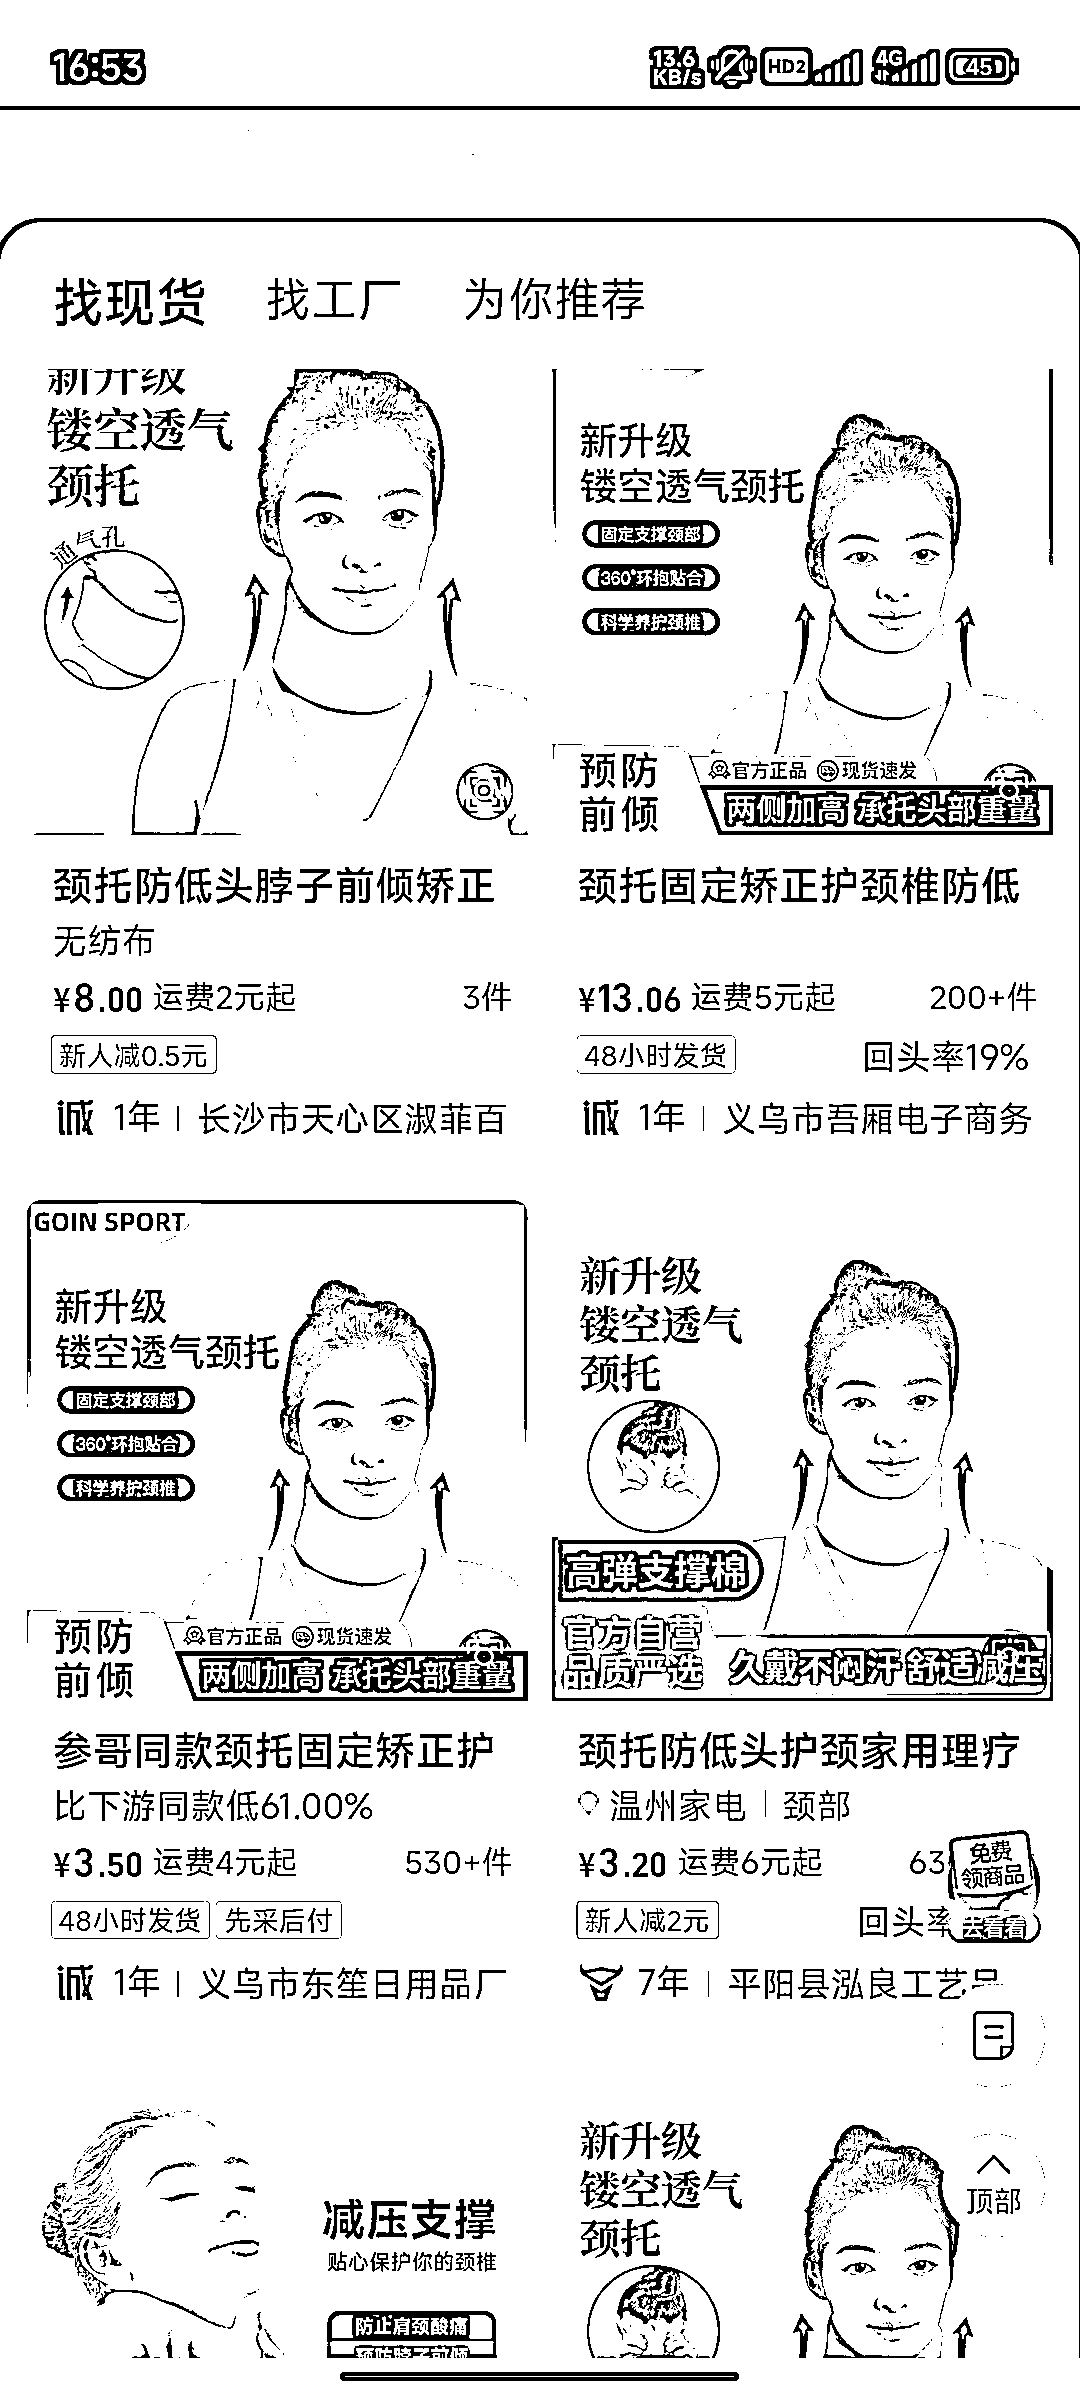 16:53
13.6 KB/s HD2 4G 45
找现货 找工厂 为你推荐
新升级
镂空透气
颈托
通气孔
新升级
镂空透气颈托
固定支撑颈部
360°环抱贴合
科学养护颈椎
预防
前倾
官方正品 现货速发
两侧加高 承托头部重量
颈托防低头脖子前倾矫正
无纺布
¥8.00 运费2元起 3件
新人减0.5元
诚 1年 | 长沙市天心区淑菲百
颈托固定矫正护颈椎防低
¥13.06 运费5元起 200+件
48小时发货 回头率19%
诚 1年 | 义乌市吾厢电子商务
GOIN SPORT
新升级
镂空透气颈托
固定支撑颈部
360°环抱贴合
科学养护颈椎
预防
前倾
官方正品 现货速发
两侧加高 承托头部重量
新升级
镂空透气
颈托
高弹支撑棉
官方自营
品质严选
久戴不闷汗 舒适减压
参哥同款颈托固定矫正护
比下游同款低61.00%
¥3.50 运费4元起 530+件
48小时发货 先采后付
诚 1年 | 义乌市东笙日用品厂
颈托防低头护颈家用理疗
温州家电 | 颈部
¥3.20 运费6元起 63
新人减2元 回头率
7年 | 平阳县泓良工艺品
免费
领商品
去看看
减压支撑
贴心保护你的颈椎
防止肩颈酸痛
预防脖子前倾
新升级
镂空透气
颈托
顶部